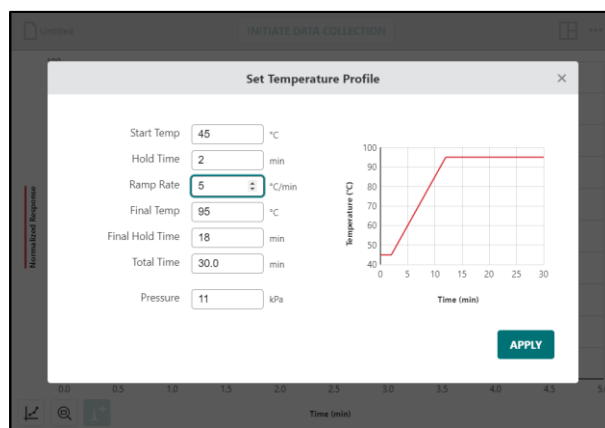 Untitled
INITIATE DATA COLLECTION
100
Set Temperature Profile
Start Temp 45 °C
Hold Time 2 min
Ramp Rate 5 °C/min
Final Temp 95 °C
Final Hold Time 18 min
Total Time 30.0 min
Pressure 11 kPa
Temperature (°C)
100
90
80
70
60
50
40
0 5 10 15 20 25 30
Time (min)
APPLY
Normalized Response
0.0 0.5 1.0 1.5 2.0 2.5 3.0 3.5 4.0 4.5
Time (min)